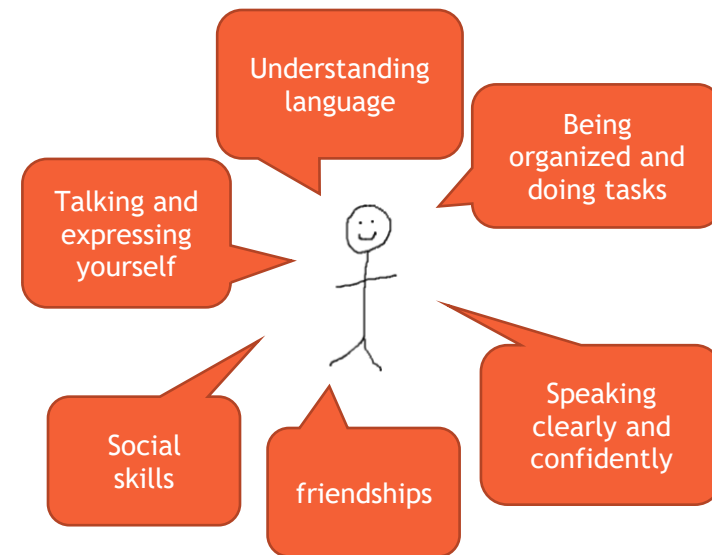 Understanding
language
Being
organized and
doing tasks
Talking and
expressing
yourself
Speaking
clearly and
confidently
Social
skills
friendships